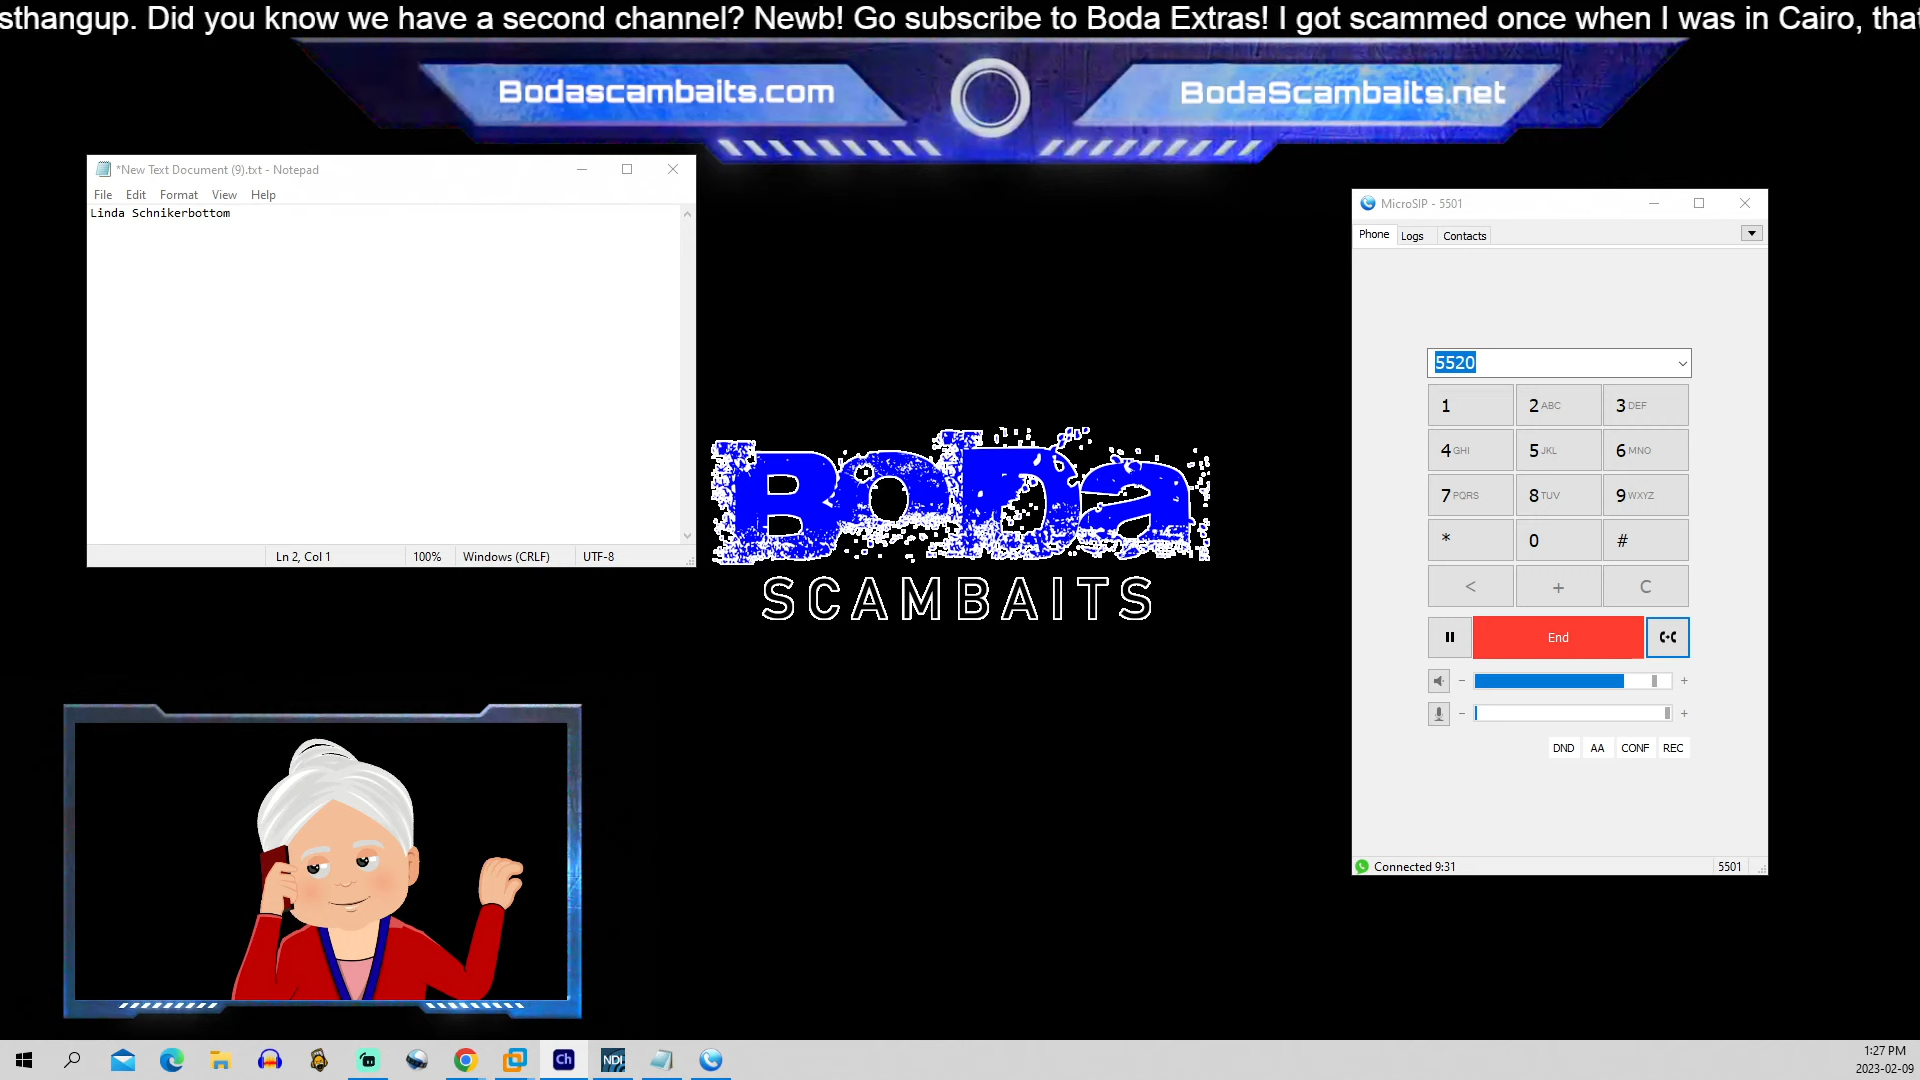 sthangup. Did you know we have a second channel? Newb! Go subscribe to Boda Extras! I got scammed once when I was in Cairo, that
Bodascambaits.com
BodaScambaits.net
*New Text Document (9).txt - Notepad
File Edit Format View Help
Linda Schnikerbottom
Ln 2, Col 1 100% Windows (CRLF) UTF-8
BoDa
SCAMBAITS
MicroSIP - 5501
Phone Logs Contacts
5520
1 2 ABC 3 DEF
4 GHI 5 JKL 6 MNO
7 PQRS 8 TUV 9 WXYZ
* 0 #
< + C
End
- +
- +
DND AA CONF REC
Connected 9:31 5501
Ch
NDI
1:27 PM
2023-02-09